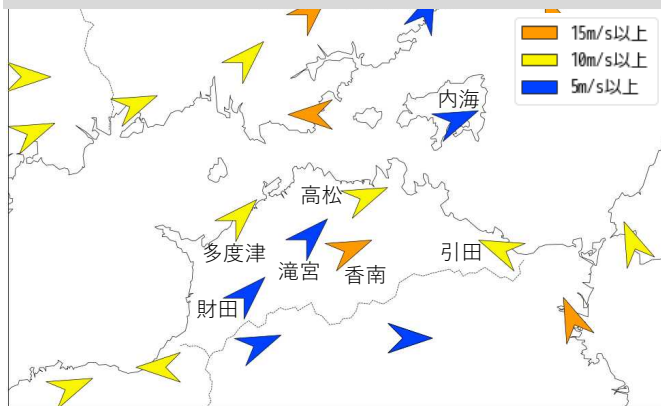 15m/s以上
10m/s以上
5m/s以上
内海
高松
多度津
滝宮
香南
引田
財田